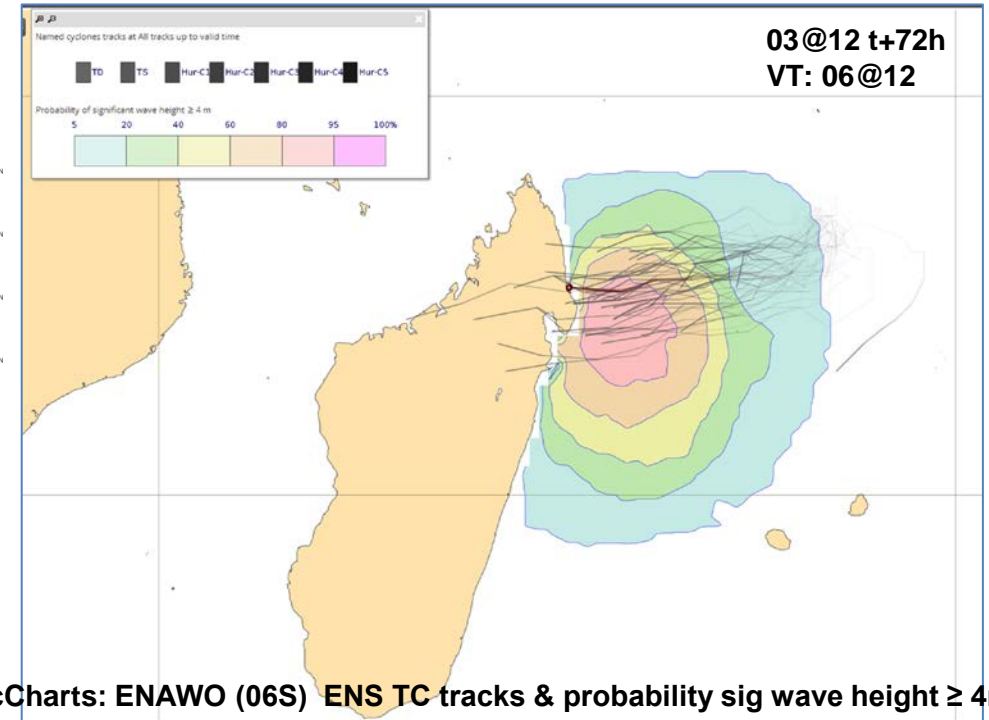 Named cyclones tracks at All tracks up to valid time
TD TS Hur-C1 Hur-C2 Hur-C3 Hur-C4 Hur-C5
Probability of significant wave height ≥ 4 m
5 20 40 60 80 95 100%
03@12 t+72h
VT: 06@12
N
N
N
N
cCharts: ENAWO (06S) ENS TC tracks & probability sig wave height ≥ 4